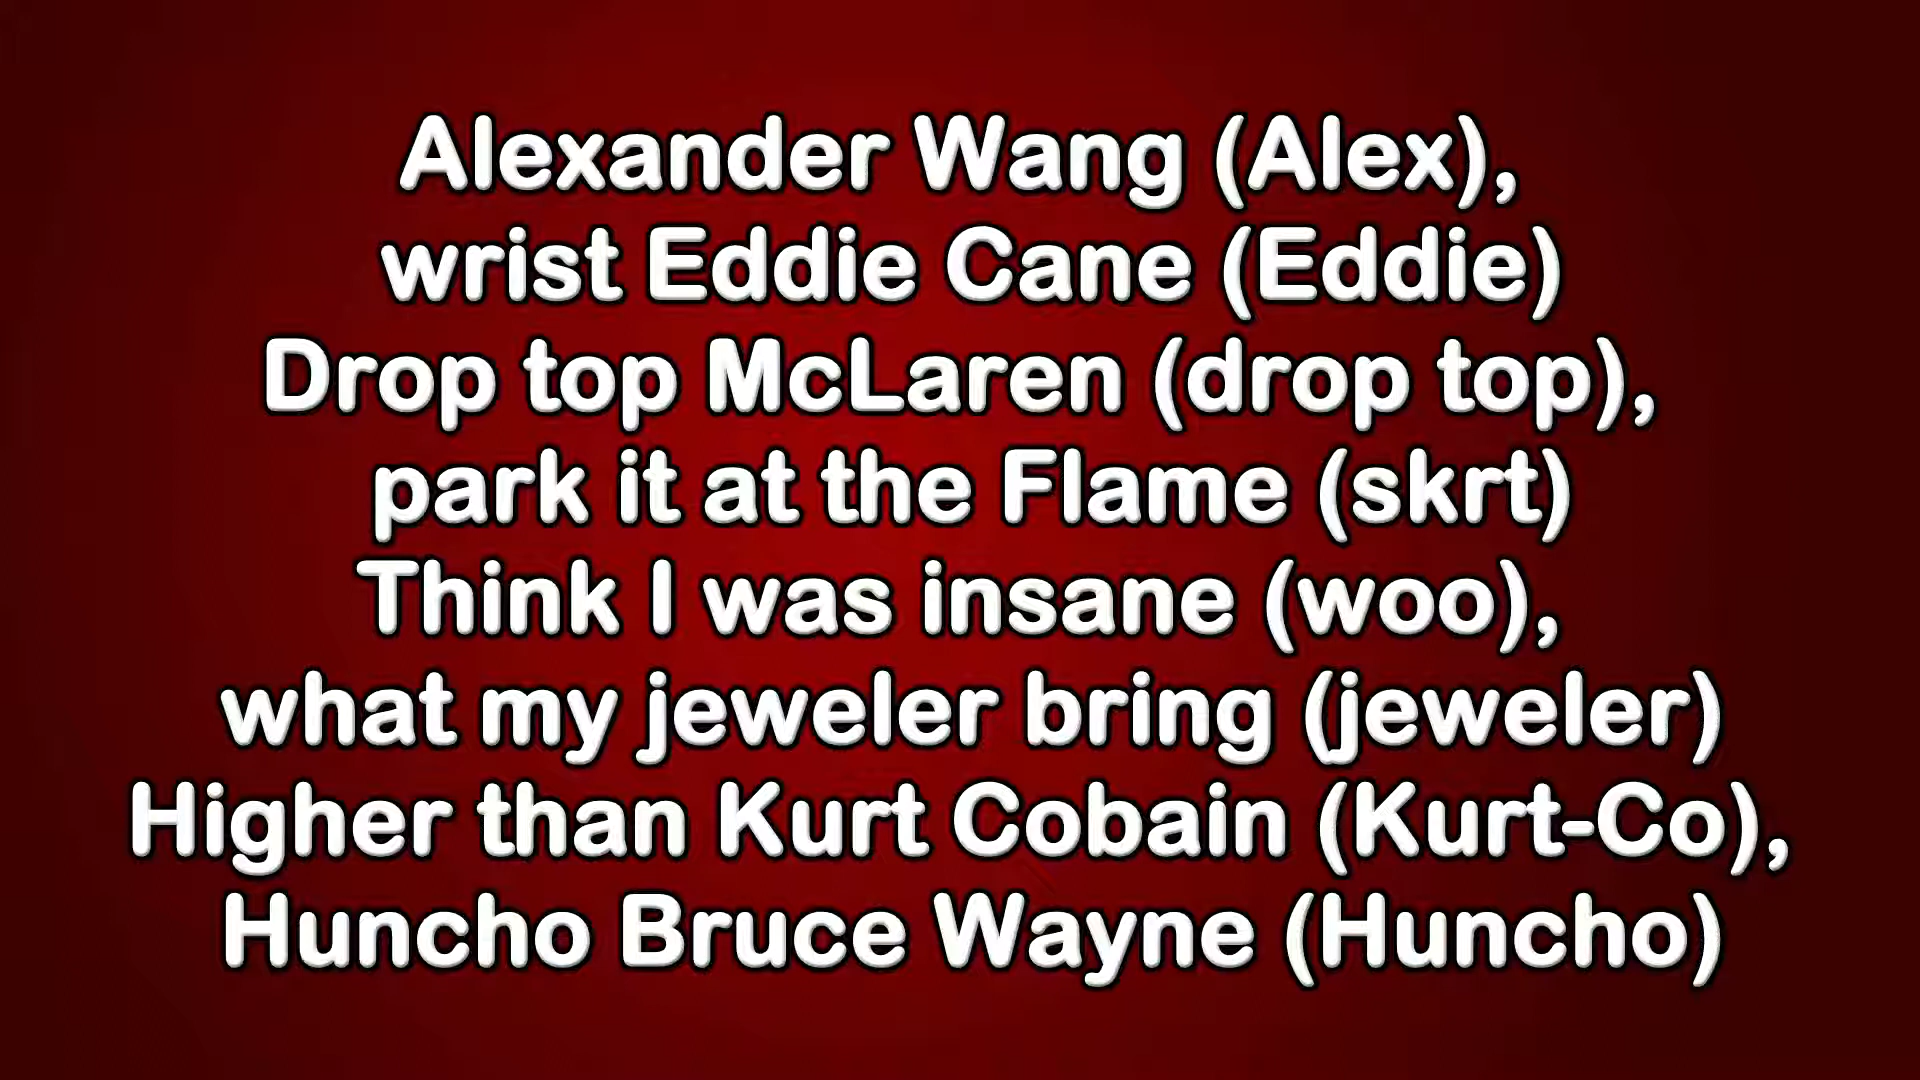 Alexander Wang (Alex),
wrist Eddie Cane (Eddie)
Drop top McLaren (drop top),
park it at the Flame (skrt)
Think I was insane (woo),
what my jeweler bring (jeweler)
Higher than Kurt Cobain (Kurt-Co),
Huncho Bruce Wayne (Huncho)